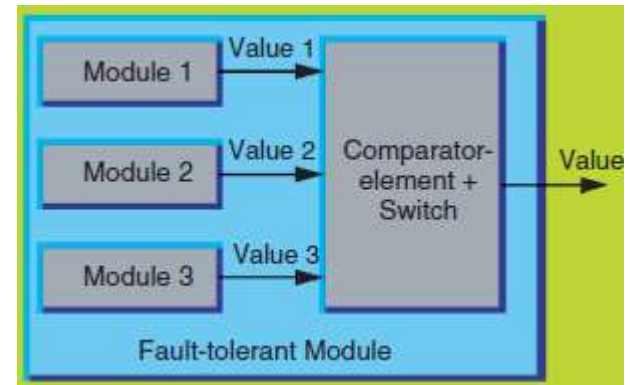 Value 1
Module 1
Value 2
Module 2
Comparator-
element +
Switch
Value
Value 3
Module 3
Fault-tolerant Module